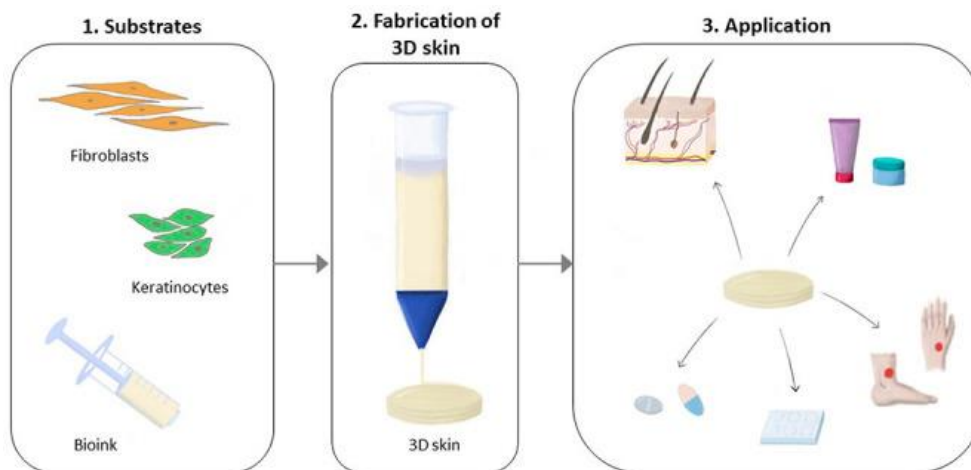 1. Substrates
2. Fabrication of
3D skin
3. Application
Fibroblasts
Keratinocytes
Bioink
3D skin